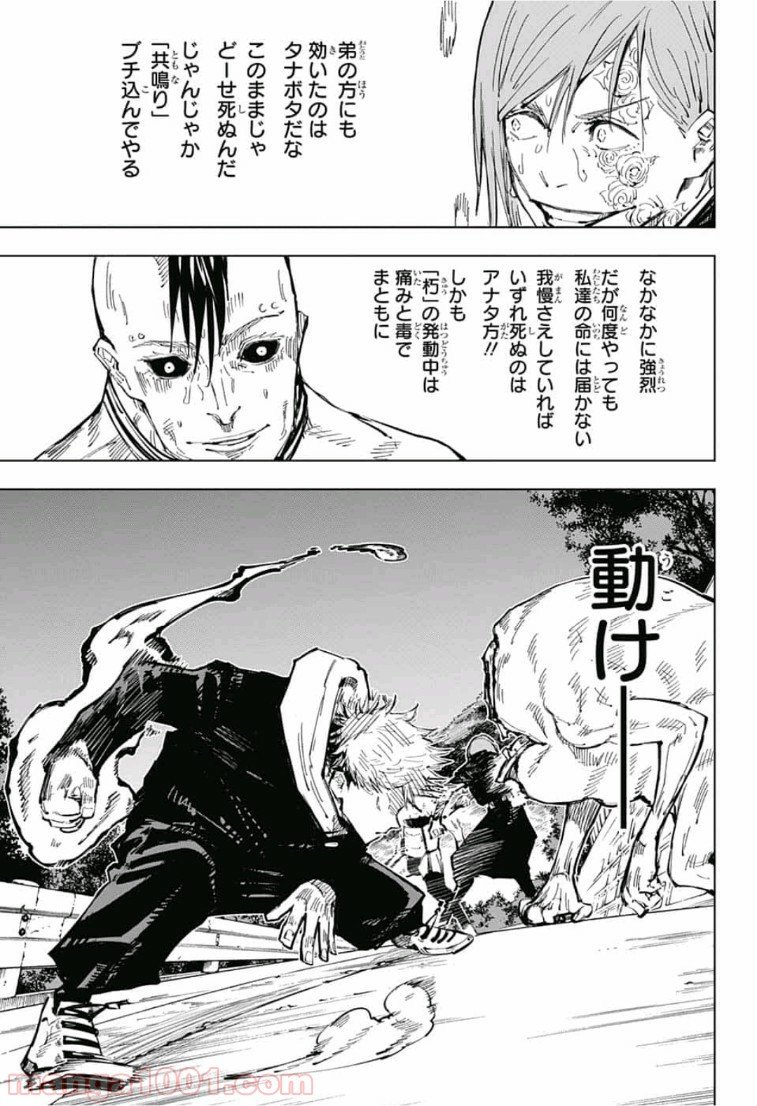 弟の方にも
効いたのは
タナボタだな
このままじゃ
どーせ死ぬんだ
じゃんじゃか
「共鳴り」
ブチ込んでやる
なかなかに強烈
だが何度やっても
私達の命には届かない
我慢さえしていれば
いずれ死ぬのは
アナタ方!!
しかも
「朽」の発動中は
痛みと毒で
まともに
動けーー
manga1001.com